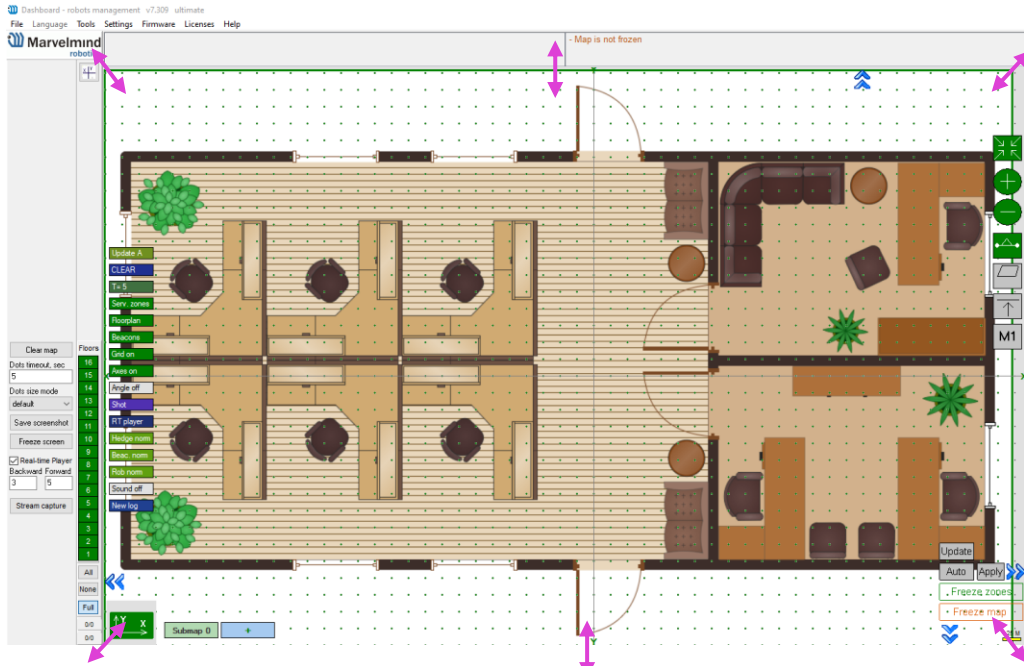 Dashboard - robots management v7.309 ultimate
File Language Tools Settings Firmware Licenses Help
Marvelmind
- Map is not frozen
Update A
CLEAR
T= 5
Serv. zones
Floorplan
Beacons
Grid on
Axes on
Angle off
Shot
RT player
Hedge norm
Beac. norm
Rob norm
Sound off
New log
Clear map
Dots timeout, sec
5
Dots size mode
default
Save screenshot
Freeze screen
Real-time Player
Backward Forward
3 5
Stream capture
Floors
16
15
14
13
12
11
10
9
8
7
6
5
4
3
2
1
All
None
Full
0/0
0/0
M1
Update
Auto Apply
Freeze zones
Freeze map
Y X
Submap 0 +
Y